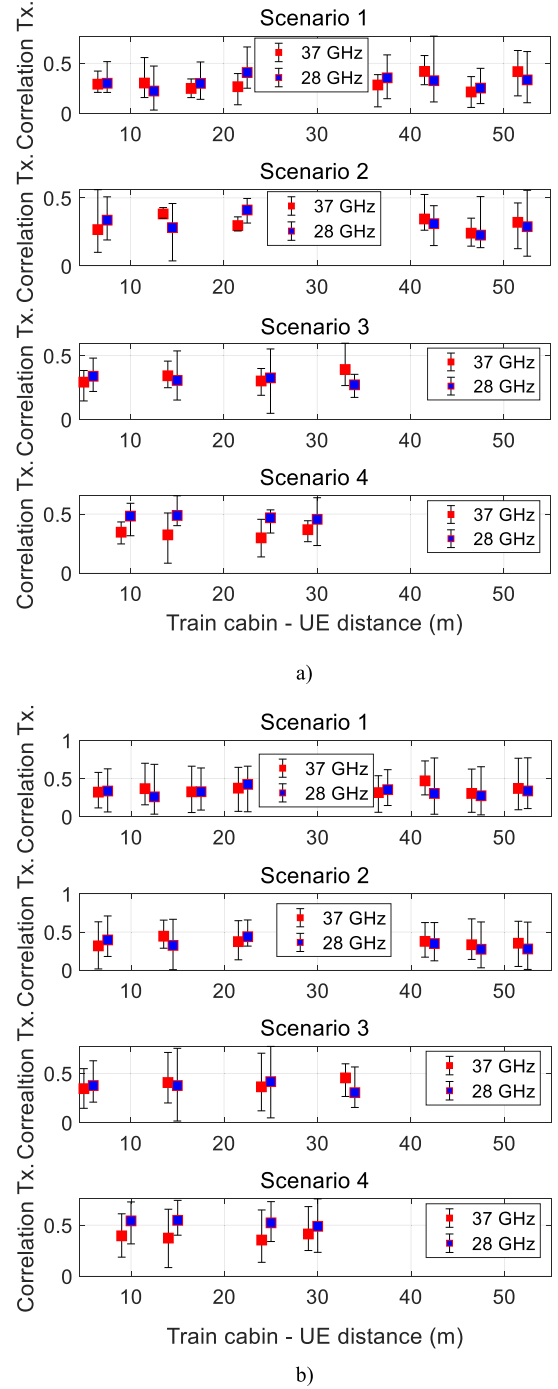 Scenario 1
Correlation Tx.
0.5
0
37 GHz
28 GHz
10 20 30 40 50
Scenario 2
Correlation Tx.
0.5
0
37 GHz
28 GHz
10 20 30 40 50
Scenario 3
Correlation Tx.
0.5
0
37 GHz
28 GHz
10 20 30 40 50
Scenario 4
Correlation Tx.
0.5
0
37 GHz
28 GHz
10 20 30 40 50
Train cabin - UE distance (m)
a)
Scenario 1
Correlation Tx.
1
0.5
0
37 GHz
28 GHz
10 20 30 40 50
Scenario 2
Correlation Tx.
1
0.5
0
37 GHz
28 GHz
10 20 30 40 50
Scenario 3
Correaltion Tx.
0.5
0
37 GHz
28 GHz
10 20 30 40 50
Scenario 4
Correlation Tx.
0.5
0
37 GHz
28 GHz
10 20 30 40 50
Train cabin - UE distance (m)
b)